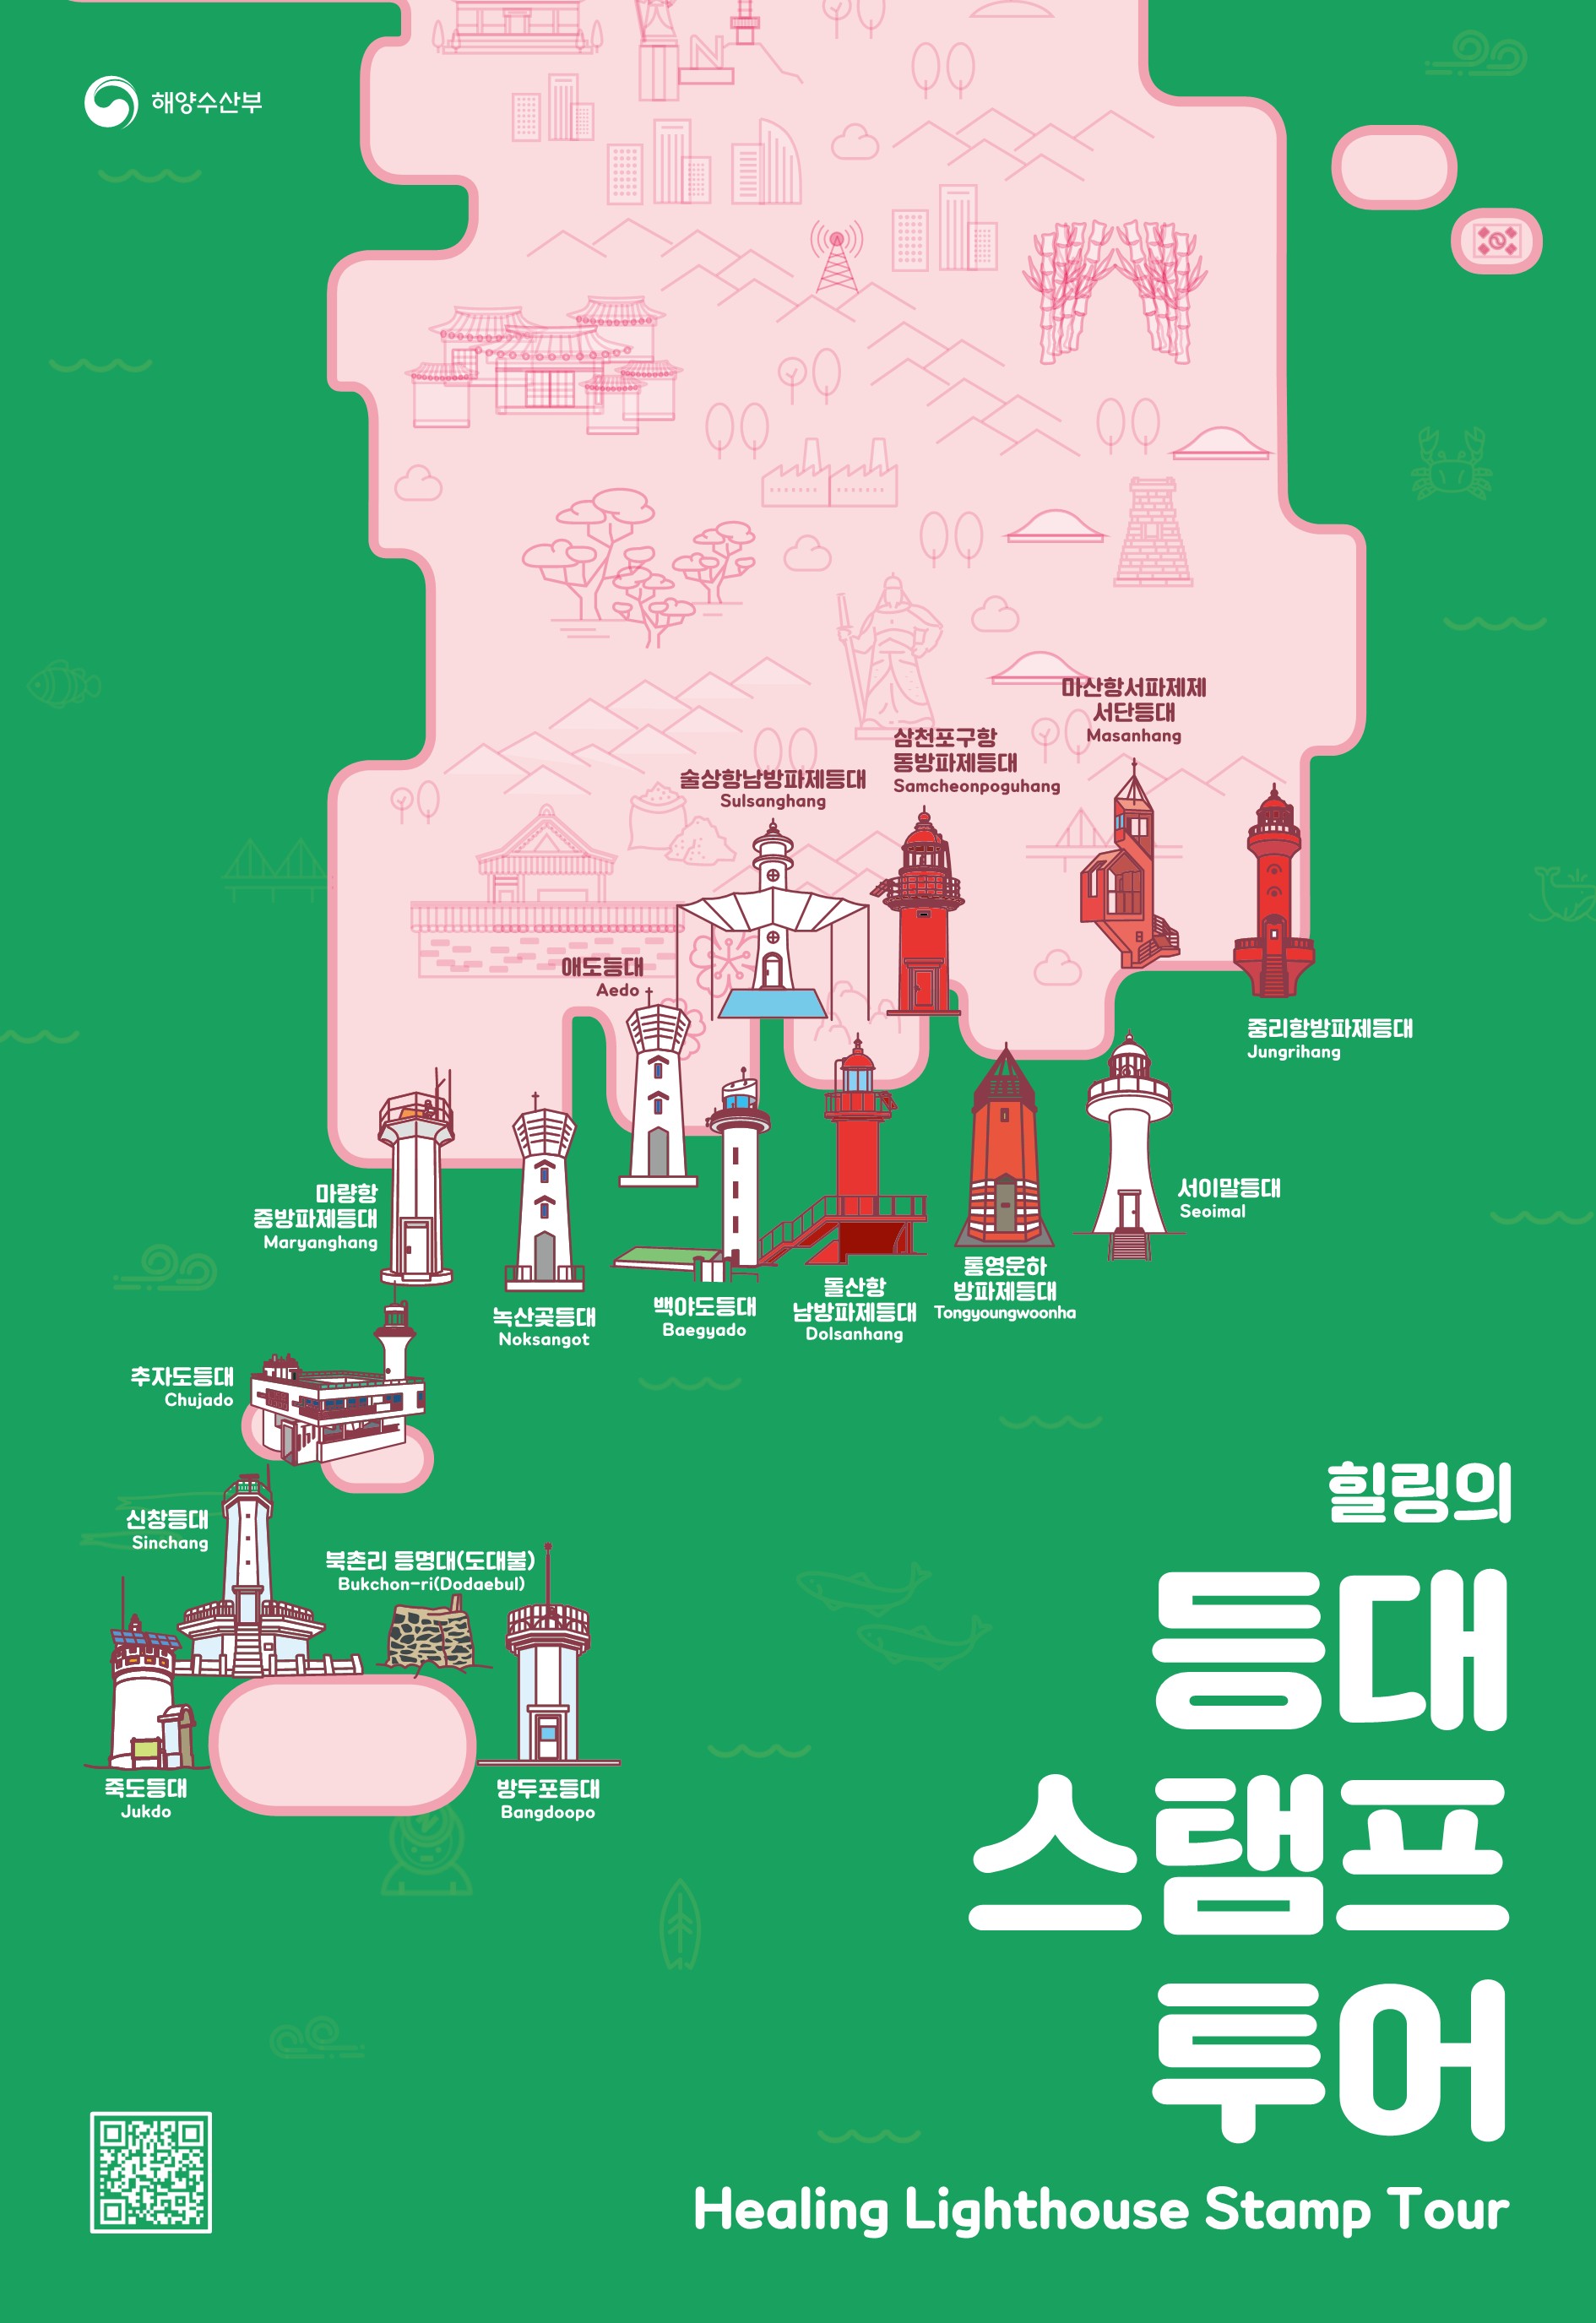 해양수산부
N
마산항서파제제
서단등대
Masanhang
삼천포구항
동방파제등대
Samcheonpoguhang
술상항남방파제등대
Sulsanghang
애도등대
Aedo
중리항방파제등대
Jungrihang
마량항
중방파제등대
Maryanghang
서이말등대
Seoimal
통영운하
방파제등대
Tongyoungwoonha
돌산항
남방파제등대
Dolsanhang
백야도등대
Baegyado
녹산곶등대
Noksangot
추자도등대
Chujado
신창등대
Sinchang
북촌리 등명대(도대불)
Bukchon-ri(Dodaebul)
죽도등대
Jukdo
방두포등대
Bangdoopo
힐링의
등대
스탬프
투어
Healing Lighthouse Stamp Tour